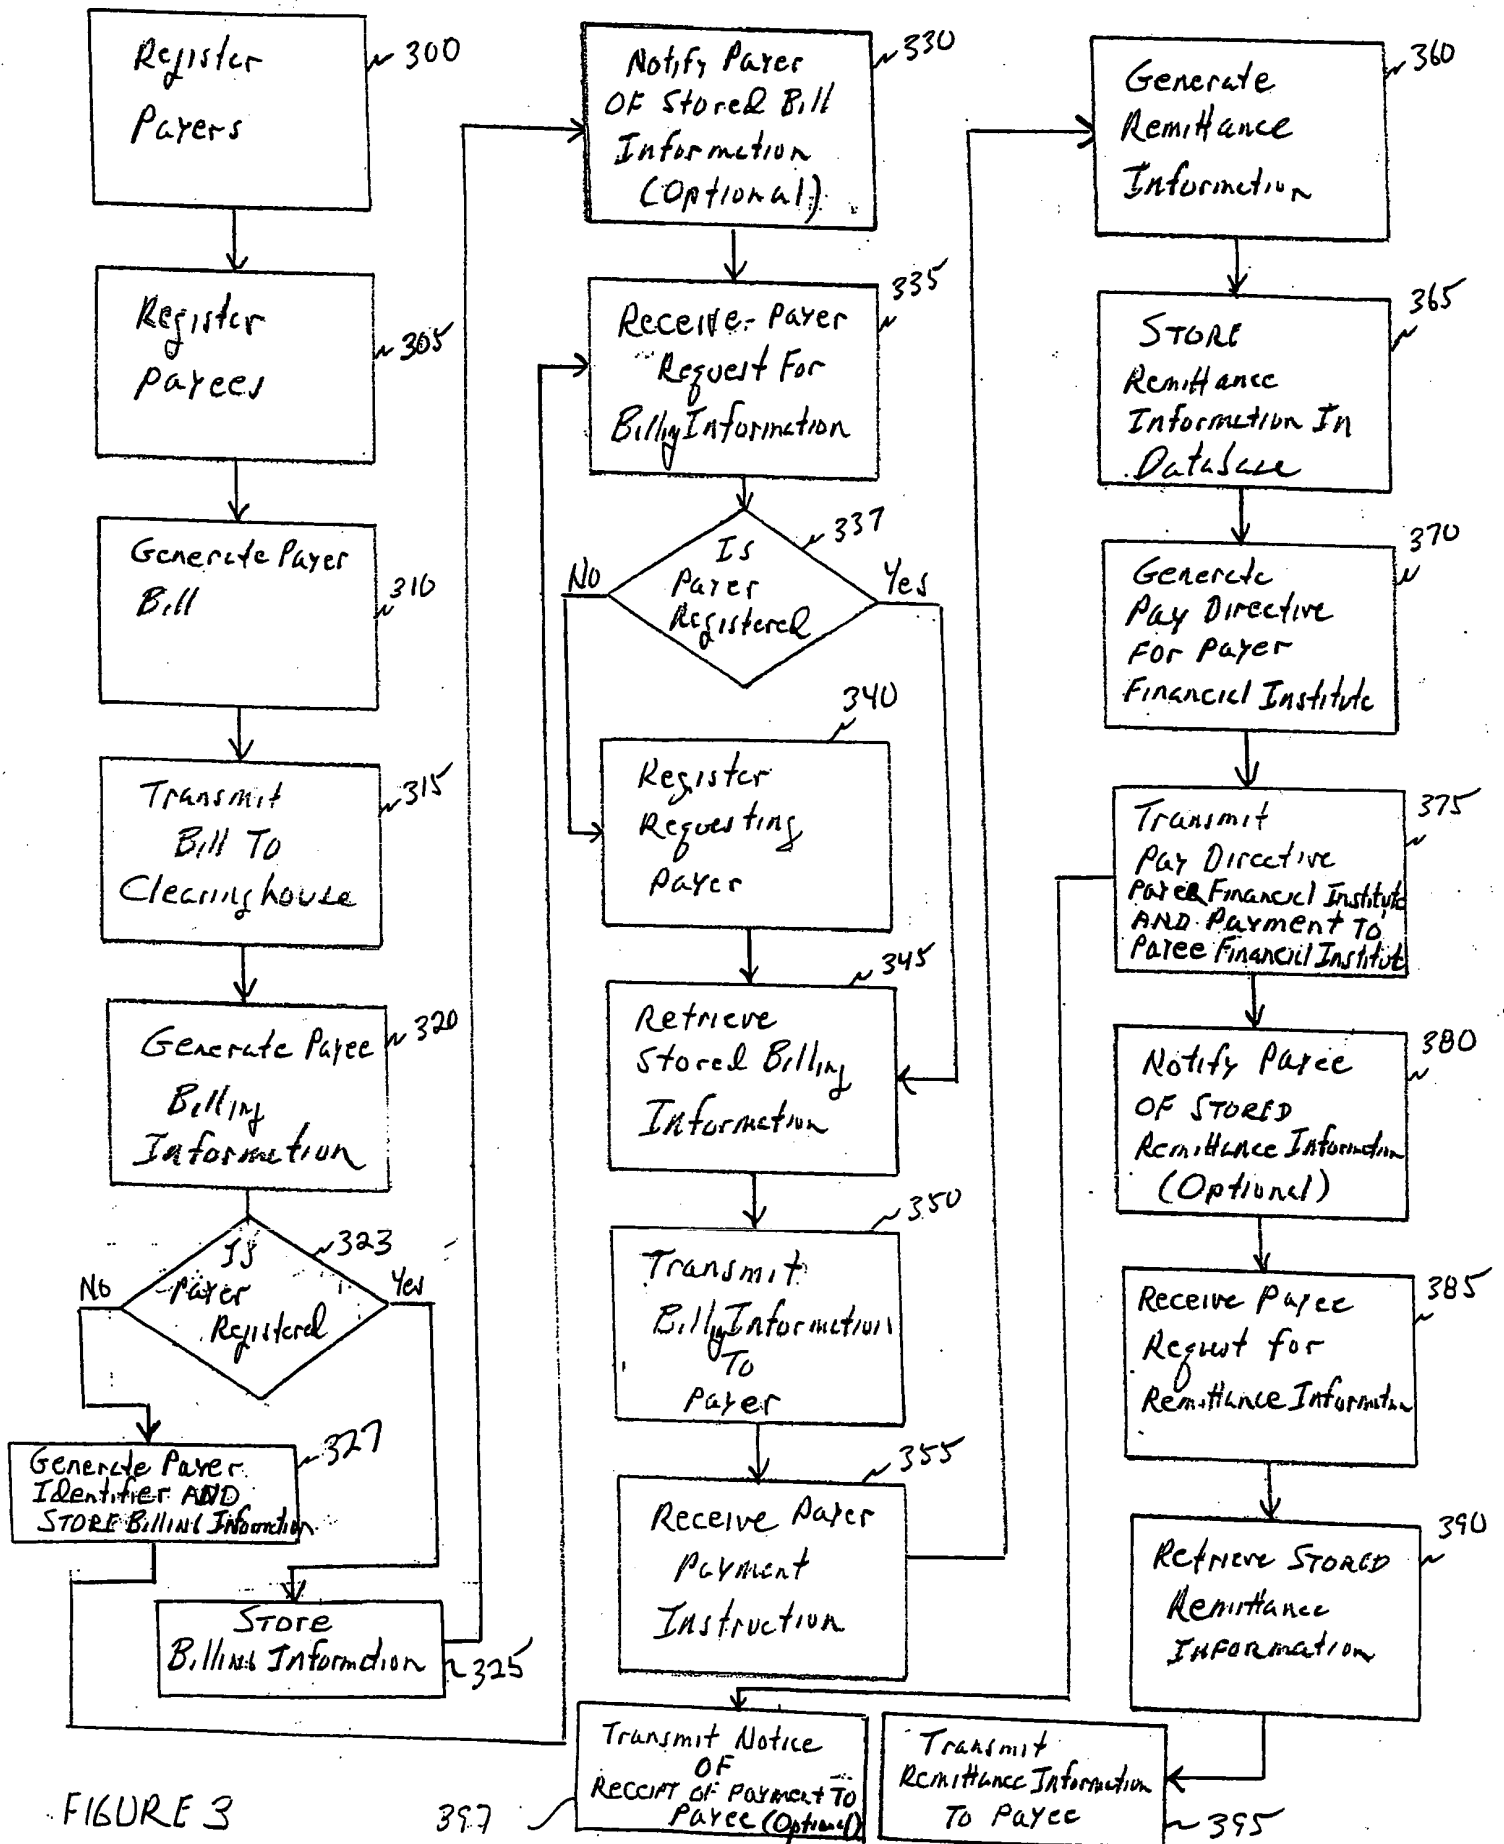 Register
Payers
300
Register
Payees
305
Generate Payer
Bill
310
Transmit
Bill To
Clearinghouse
315
Generate Payee
Billing
Information
320
Is
Payer
Registered
323
No
Yes
Generate Payer
Identifier AND
STORE Billing Information
327
Store
Billing Information
325
Notify Payer
OF Stored Bill
Information
(Optional)
330
Receive Payer
Request For
Billing Information
335
Is
Payer
Registered
337
No
Yes
340
Register
Requesting
Payer
345
Retrieve
Stored Billing
Information
350
Transmit
Billing Information
To
Payer
355
Receive Payer
Payment
Instruction
Generate
Remittance
Information
360
STORE
Remittance
Information In
Database
365
Generate
Pay Directive
For Payer
Financial Institute
370
Transmit
Pay Directive
Financial Institute
AND Payment To
Payee Financial Institute
375
Notify Payee
OF STORED
Remittance Information
(Optional)
380
Receive Payee
Request for
Remittance Information
385
Retrieve STORED
Remittance
INFORMATION
390
Transmit Notice
OF
RECEIPT OF Payment To
Payee (Optional)
397
Transmit
Remittance Information
To Payee
395
FIGURE 3